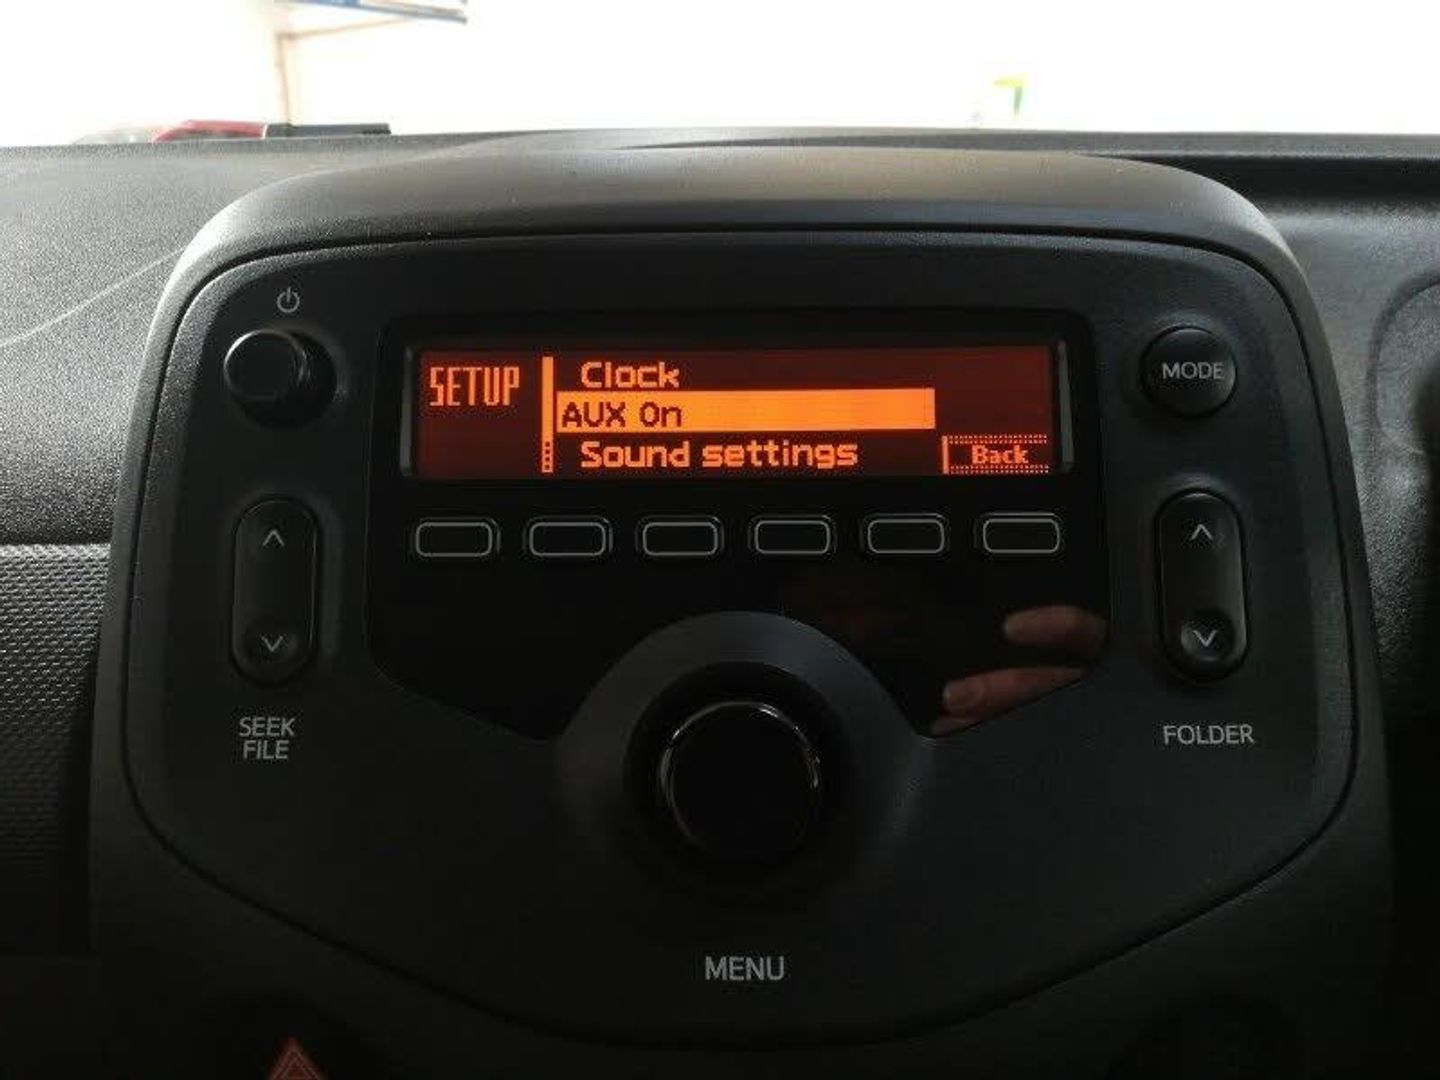 SETUP
Clock
AUX On
Sound settings
Back
MODE
SEEK
FILE
FOLDER
MENU